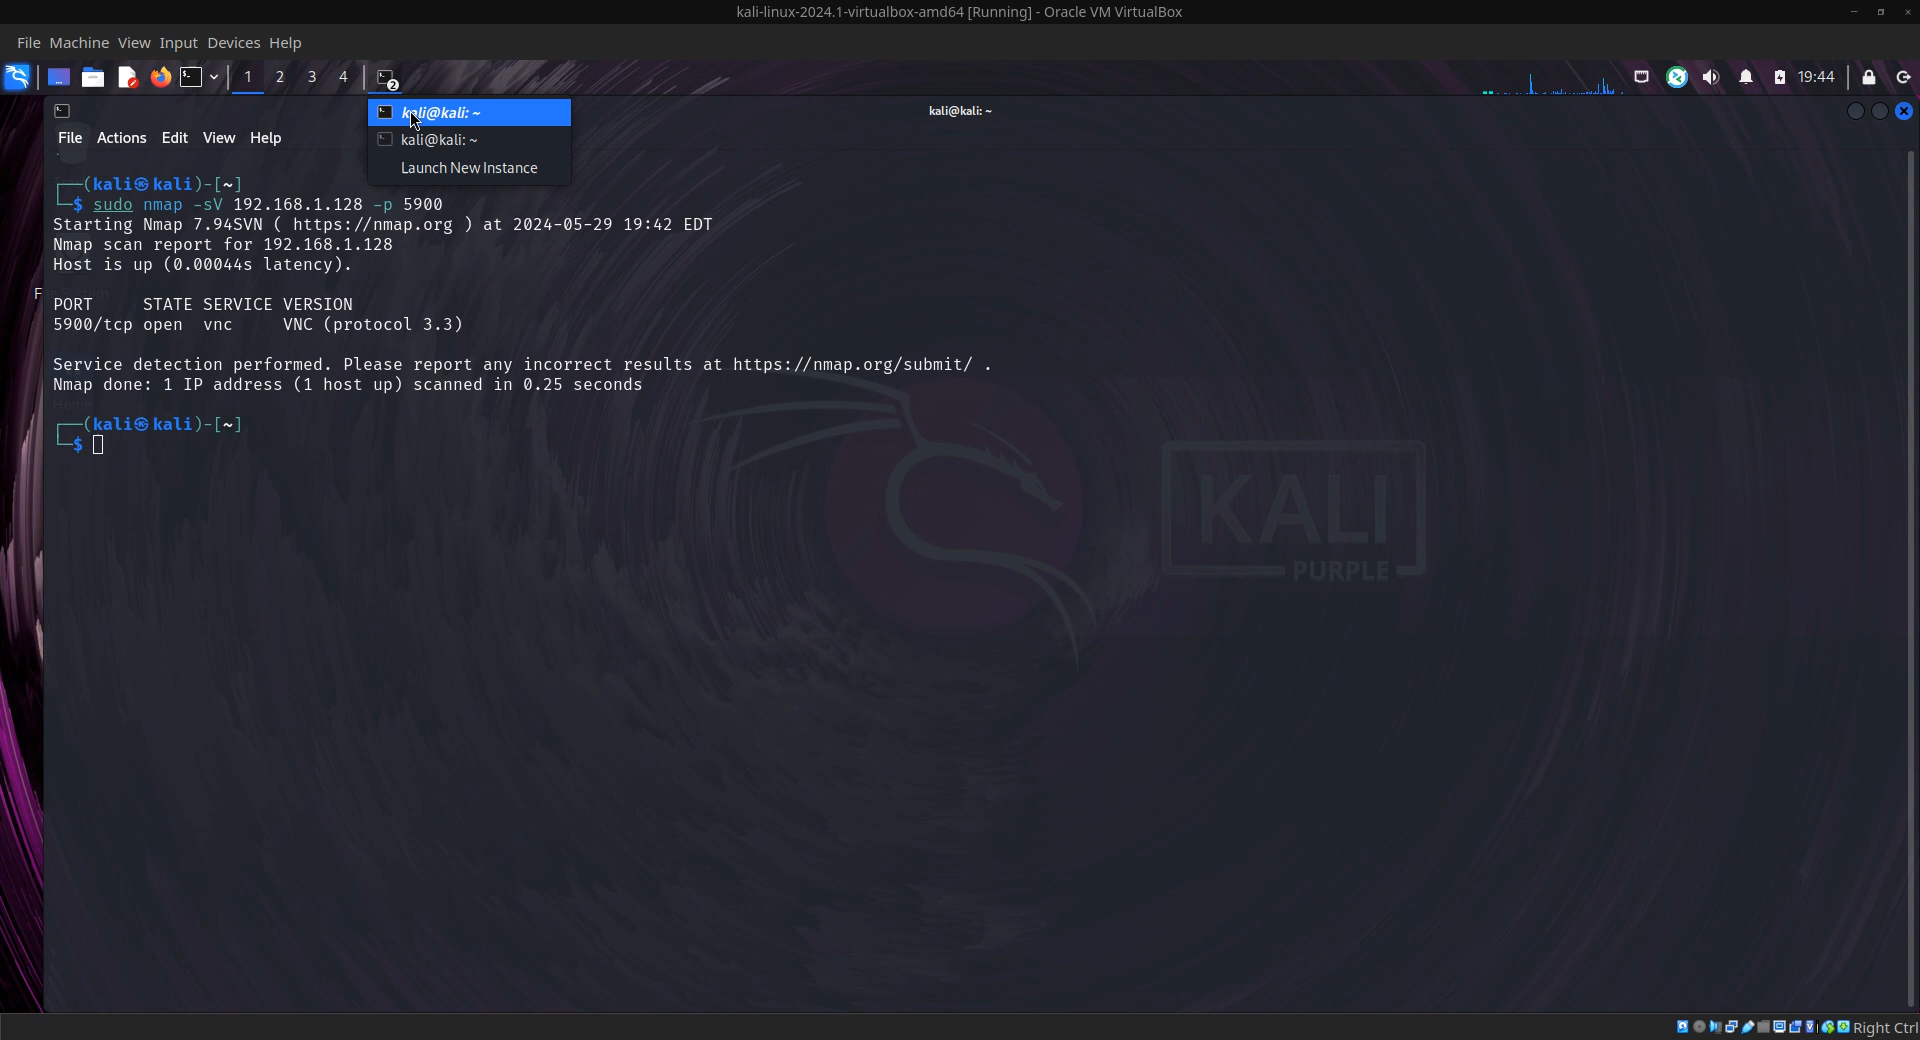 kali-linux-2024.1-virtualbox-amd64 [Running] - Oracle VM VirtualBox
File Machine View Input Devices Help
1 2 3 4 2 19:44
kali@kali: ~
kali@kali: ~
kali@kali: ~
Launch New Instance
File Actions Edit View Help
┌──(kali㉿kali)-[~]
└─$ sudo nmap -sV 192.168.1.128 -p 5900
Starting Nmap 7.94SVN ( https://nmap.org ) at 2024-05-29 19:42 EDT
Nmap scan report for 192.168.1.128
Host is up (0.00044s latency).
PORT     STATE SERVICE VERSION
5900/tcp open  vnc     VNC (protocol 3.3)
Service detection performed. Please report any incorrect results at https://nmap.org/submit/ .
Nmap done: 1 IP address (1 host up) scanned in 0.25 seconds
Home
┌──(kali㉿kali)-[~]
└─$
KALI
PURPLE
Right Ctrl